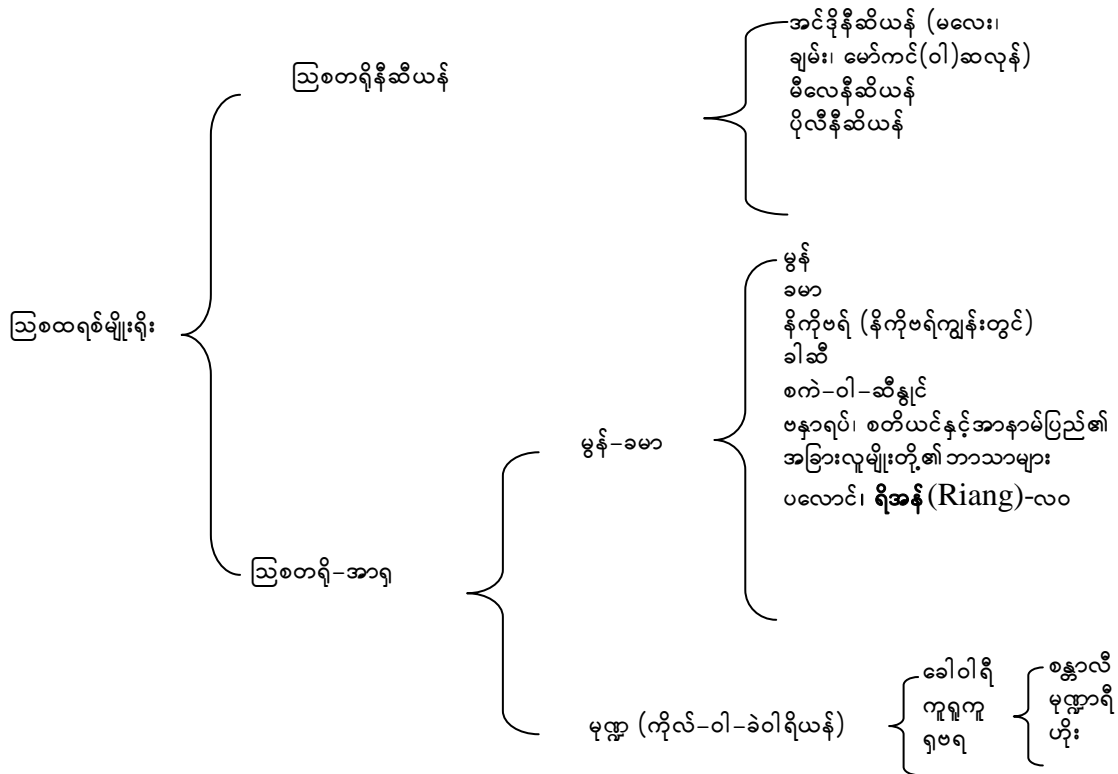 အင်ဒိုနီဆိယန် (မလေး၊
ချမ်း၊ မော်ကင်(ဝါ)ဆလုန်)
မီလေနီဆိယန်
ပိုလီနီဆိယန်
ဩစတရိုနီဆီယန်
မွန်
ခမာ
နိကိုဗရ် (နိကိုဗရ်ကျွန်းတွင်)
ခါဆီ
စကဲ–ဝါ–ဆီနွင်
ဗနှာရပ်၊ စတိယင်နှင့်အာနာမ်ပြည်၏
အခြားလူမျိုးတို့၏ဘာသာများ
ပလောင်၊ ရိအန် (Riang)-လဝ
ဩစထရစ်မျိုးရိုး
မွန်–ခမာ
ဩစတရို–အာရှ
မုဏ္ဍ (ကိုလ်–ဝါ–ခဲဝါရိယန်)
ခေါဝါရီ
ကူရူကူ
ရှဗရ
စန္တာလီ
မုဏ္ဍာရီ
ဟိုး